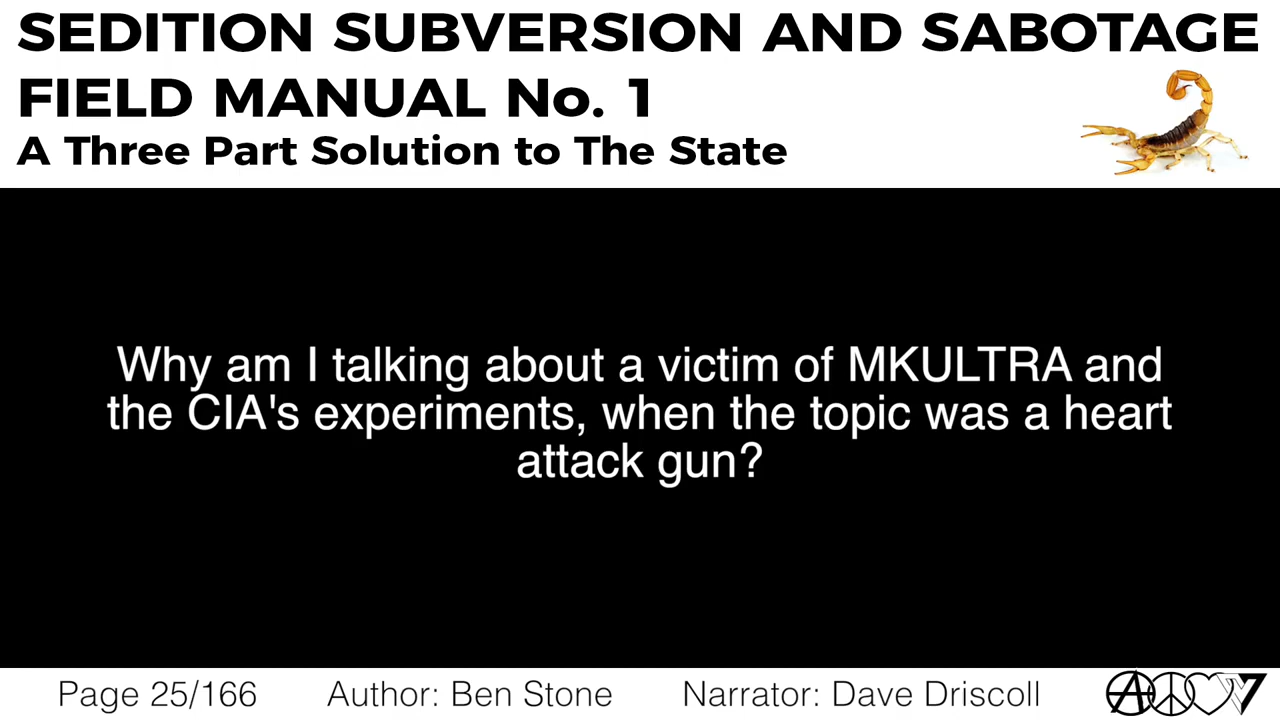 SEDITION SUBVERSION AND SABOTAGE
FIELD MANUAL No. 1
A Three Part Solution to The State
Why am I talking about a victim of MKULTRA and
the CIA's experiments, when the topic was a heart
attack gun?
Page 25/166 Author: Ben Stone Narrator: Dave Driscoll